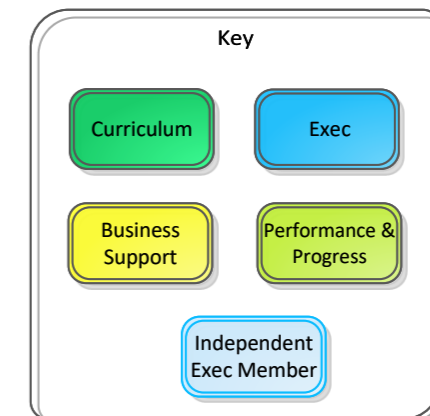 Key
Curriculum
Exec
Business
Support
Performance &
Progress
Independent
Exec Member